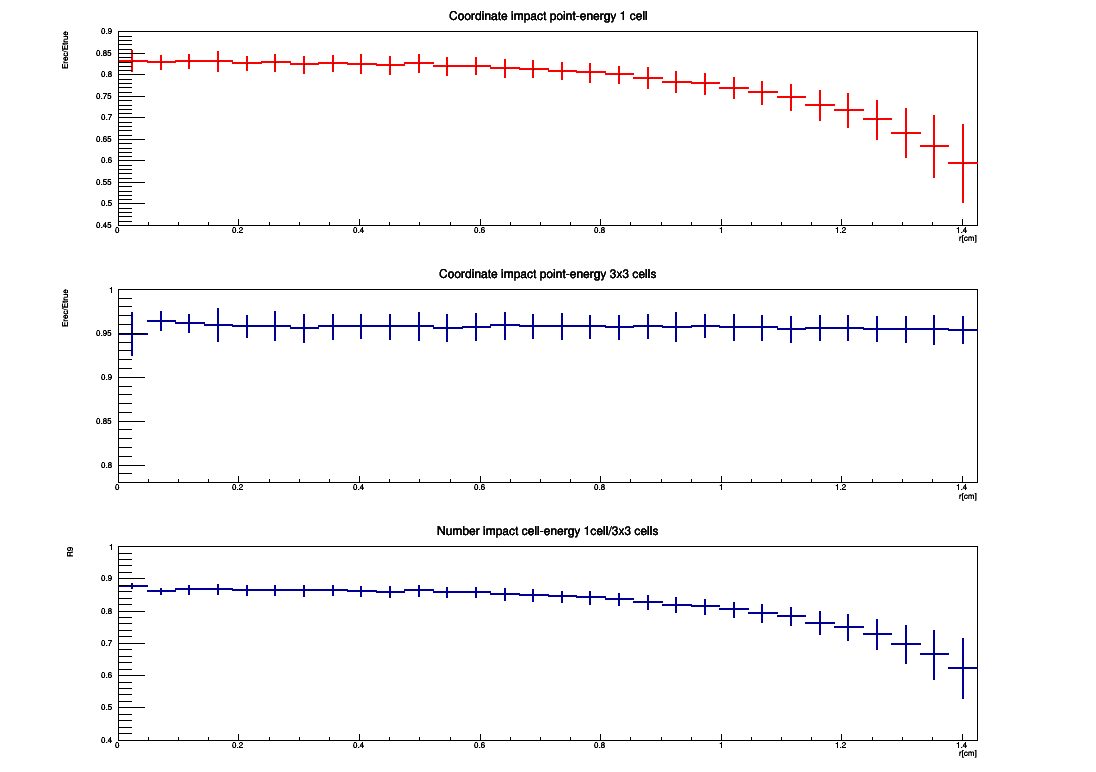 Coordinate impact point-energy 1 cell
Erec/Etrue
0.9
0.85
0.8
0.75
0.7
0.65
0.6
0.55
0.5
0.45
0 0.2 0.4 0.6 0.8 1 1.2 1.4
r[cm]
Coordinate impact point-energy 3x3 cells
Erec/Etrue
1
0.95
0.9
0.85
0.8
0 0.2 0.4 0.6 0.8 1 1.2 1.4
r[cm]
Number impact cell-energy 1cell/3x3 cells
R9
1
0.9
0.8
0.7
0.6
0.5
0.4
0 0.2 0.4 0.6 0.8 1 1.2 1.4
r[cm]